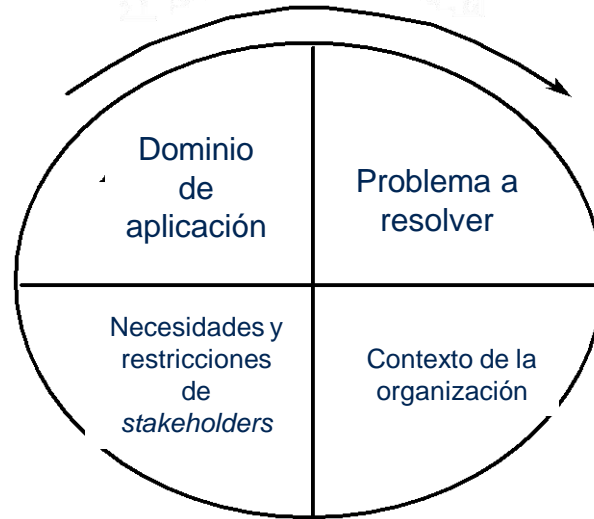 Dominio
de
aplicación
Problema a
resolver
Necesidades y
restricciones
de
stakeholders
Contexto de la
organización